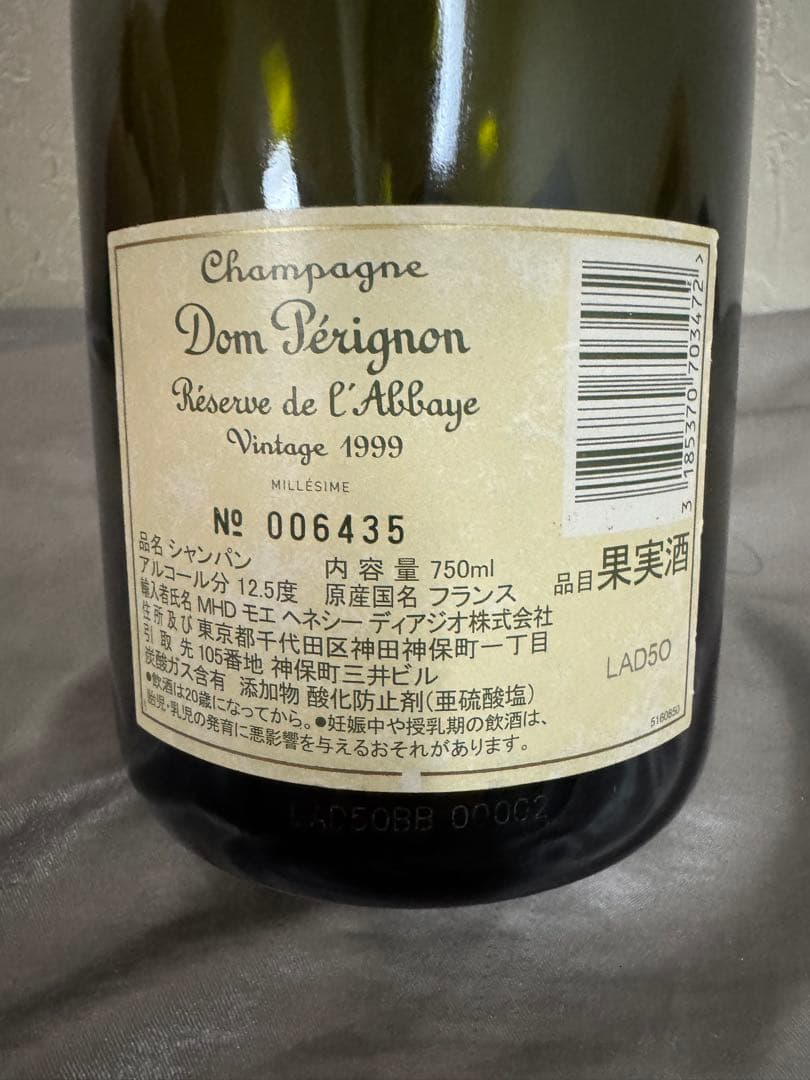 Champagne
Dom Pérignon
Réserve de l'Abbaye
Vintage 1999
MILLÉSIME
Nº 006435
品名 シャンパン 内容量 750ml
アルコール分 12.5度 原産国名 フランス
輸入者氏名 MHD モエ ヘネシー ディアジオ株式会社
住所及び 東京都千代田区神田神保町一丁目
引取先 105番地 神保町三井ビル
炭酸ガス含有 添加物 酸化防止剤(亜硫酸塩)
●飲酒は20歳になってから。●妊娠中や授乳期の飲酒は、
胎児・乳児の発育に悪影響を与えるおそれがあります。
3 185370 703472 >
品目 果実酒
LAD50
5160850
LAD50BB 00002